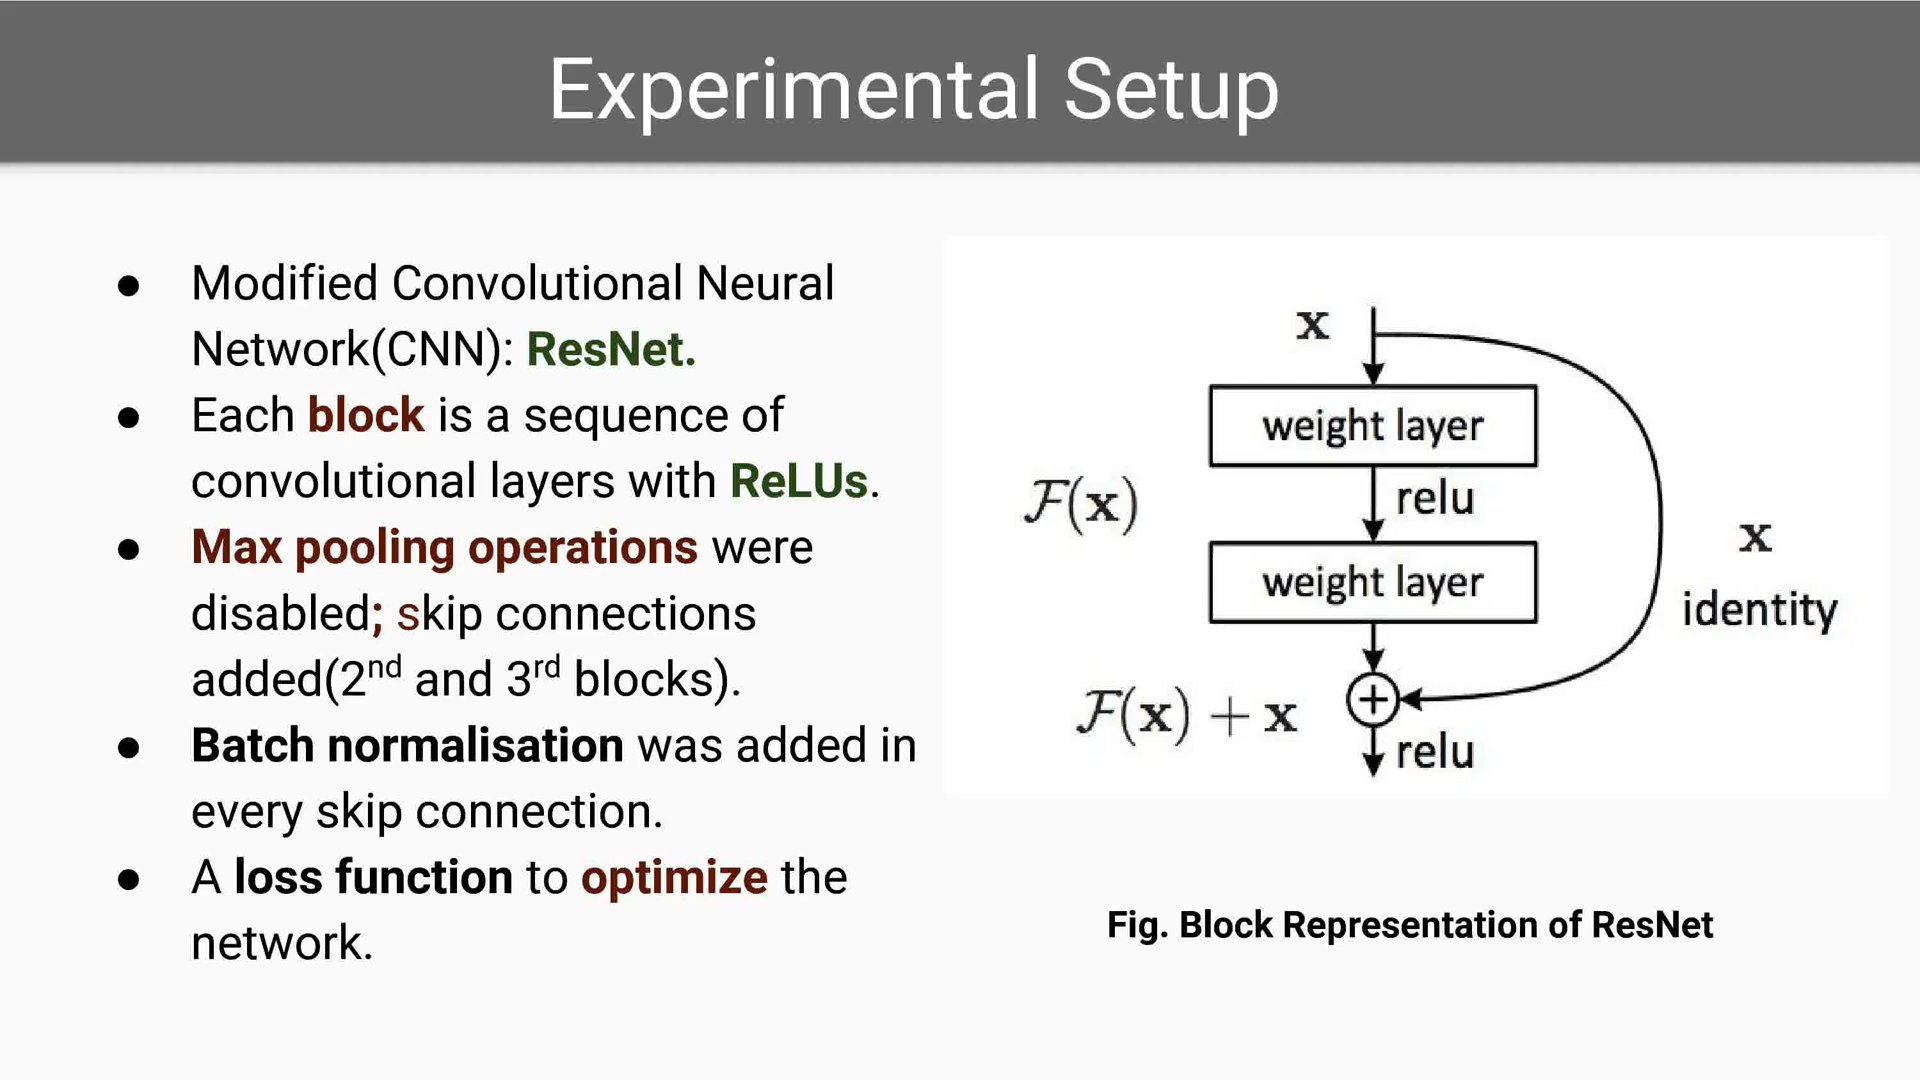 Experimental Setup
● Modified Convolutional Neural
Network(CNN): ResNet.
● Each block is a sequence of
convolutional layers with ReLUs.
● Max pooling operations were
disabled; skip connections
added(2nd and 3rd blocks).
● Batch normalisation was added in
every skip connection.
● A loss function to optimize the
network.
x
weight layer
F(x)
relu
weight layer
x
identity
F(x) + x
+
relu
Fig. Block Representation of ResNet